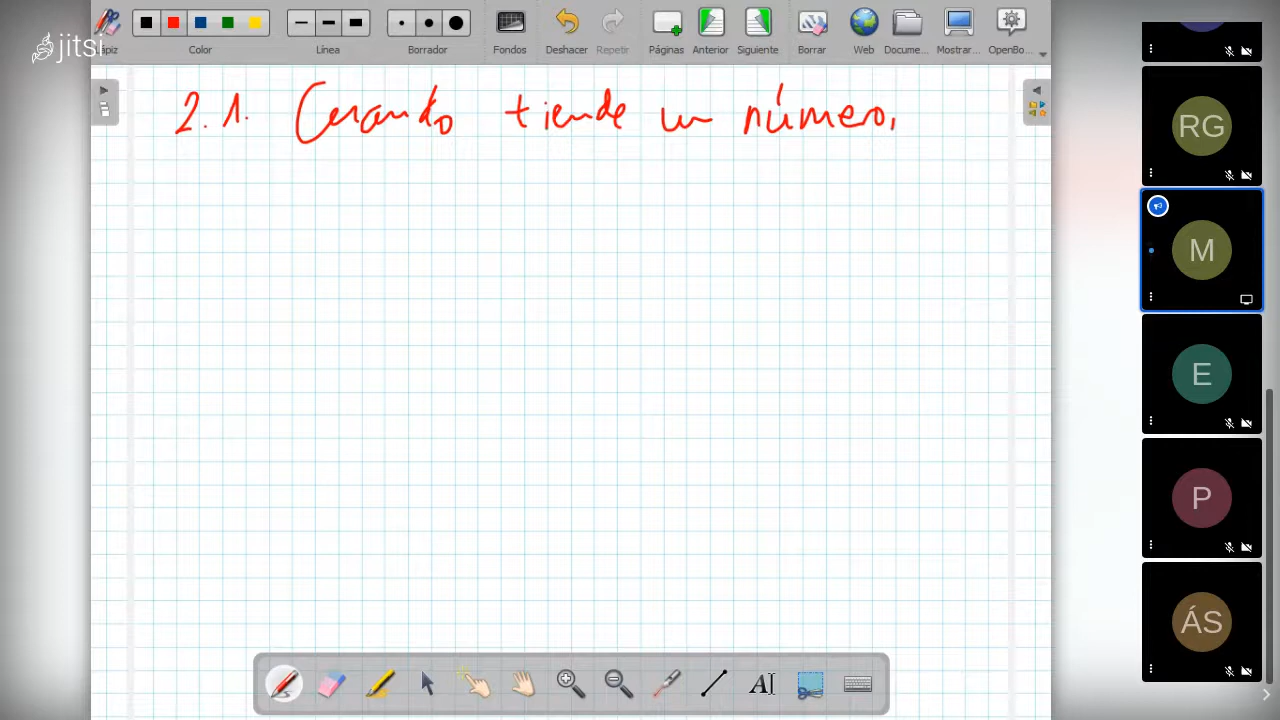 jitsi
Lápiz Color Línea Borrador Fondos Deshacer Repetir Páginas Anterior Siguiente Borrar Web Docume... Mostrar... OpenBo...
2.1. Cuando tiende un número,
RG
M
E
P
ÁS